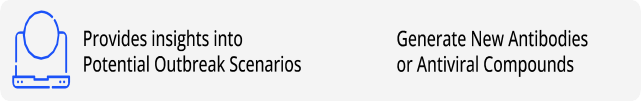 Provides insights into
Potential Outbreak Scenarios
Generate New Antibodies
or Antiviral Compounds